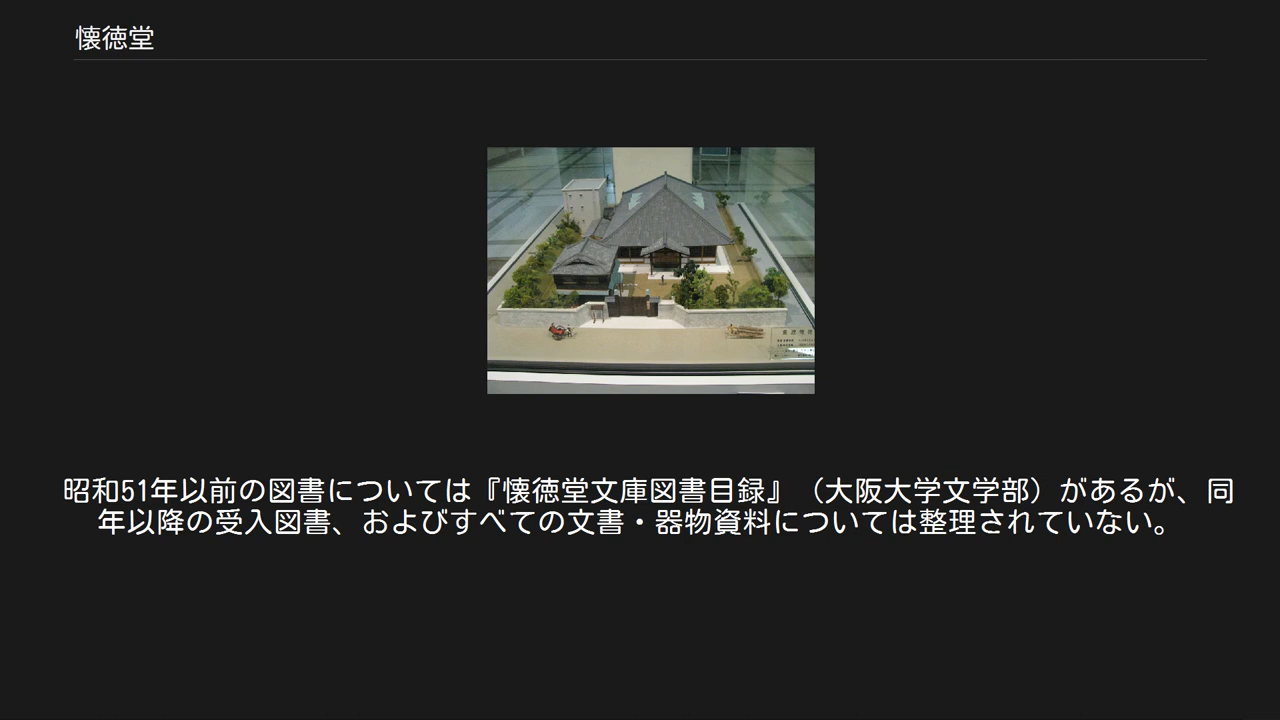 懐徳堂
昭和51年以前の図書については『懐徳堂文庫図書目録』（大阪大学文学部）があるが、同
年以降の受入図書、およびすべての文書・器物資料については整理されていない。